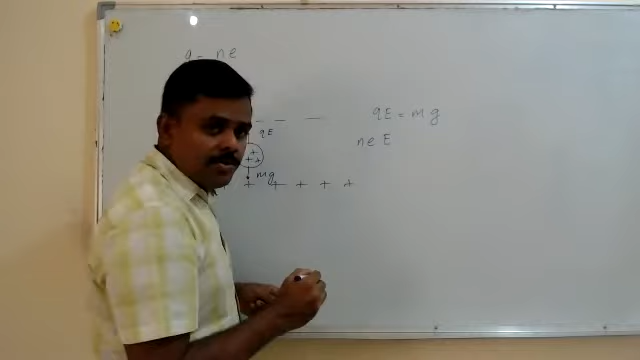 q = ne
qE = mg
qE
neE
mg